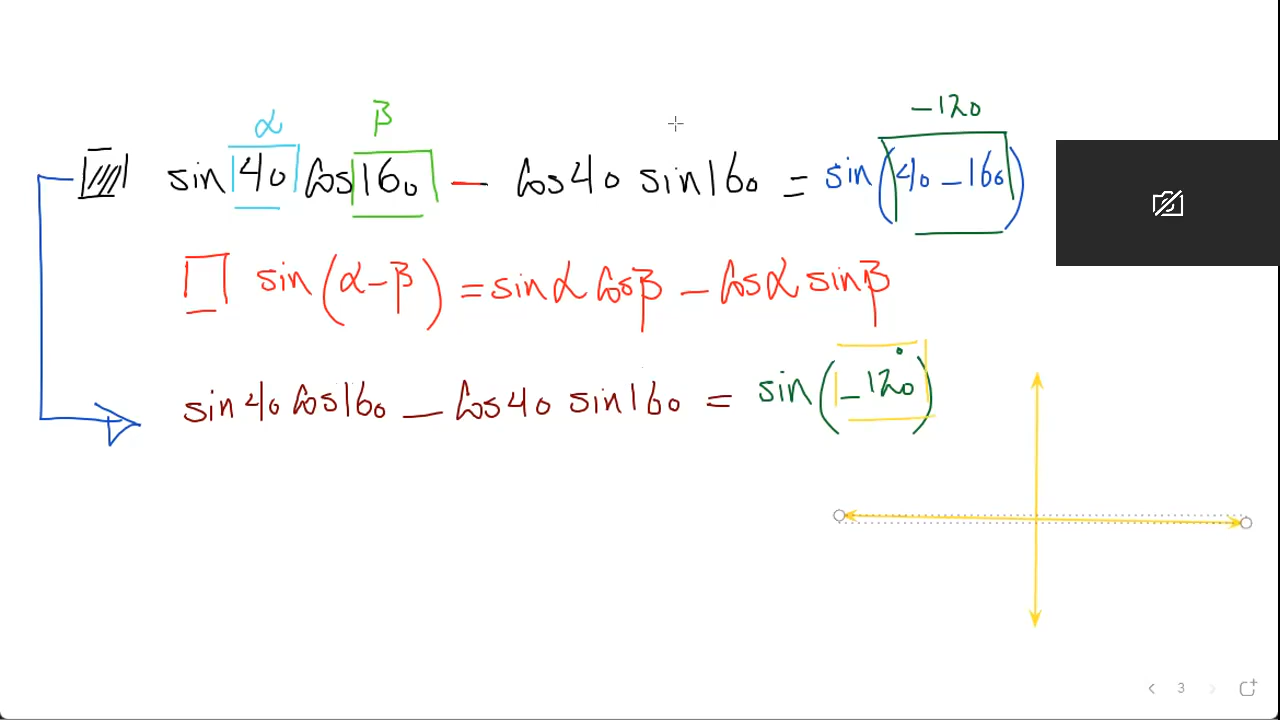 α β −120
sin 40 Cos 160 − Cos 40 sin 160 = sin(40 − 160)
sin(α−β) = sin α Cos β − Cos α sin β
sin 40 Cos 160 − Cos 40 sin 160 = sin(−120°)
3